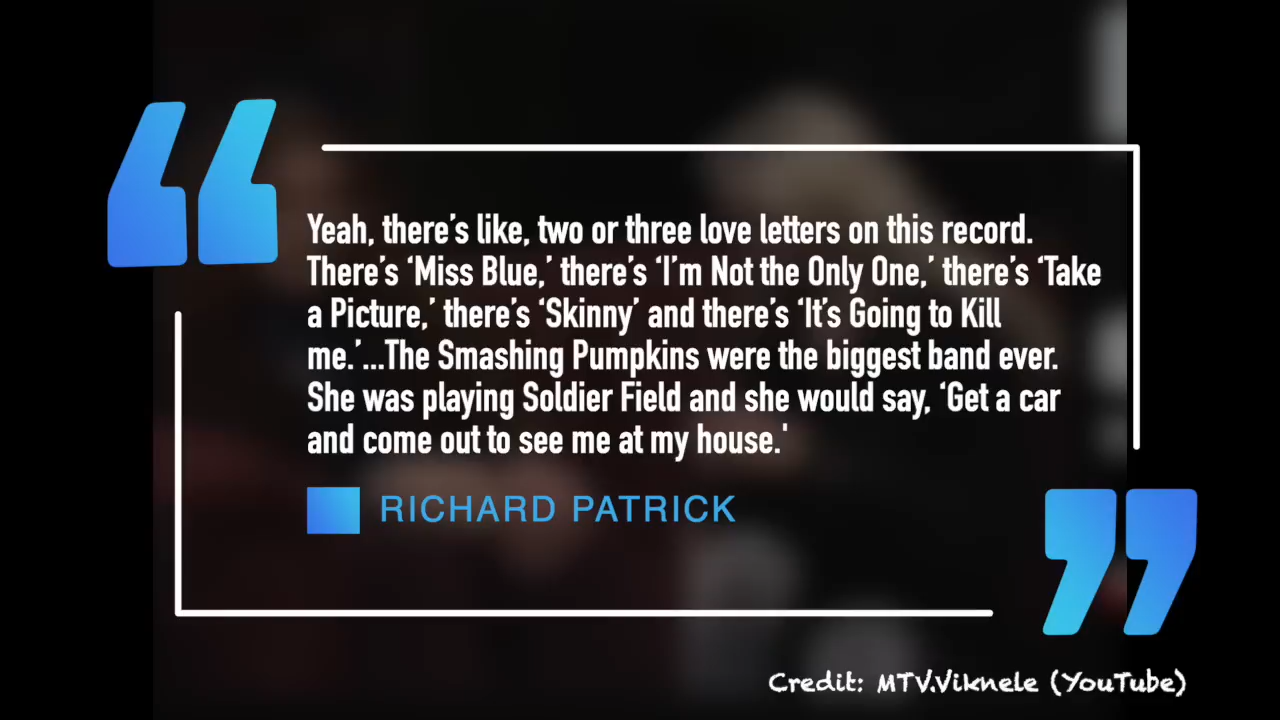 Yeah, there’s like, two or three love letters on this record.
There’s ‘Miss Blue,’ there’s ‘I’m Not the Only One,’ there’s ‘Take
a Picture,’ there’s ‘Skinny’ and there’s ‘It’s Going to Kill
me.’...The Smashing Pumpkins were the biggest band ever.
She was playing Soldier Field and she would say, ‘Get a car
and come out to see me at my house.'
RICHARD PATRICK
Credit: MTV.Viknele (YouTube)